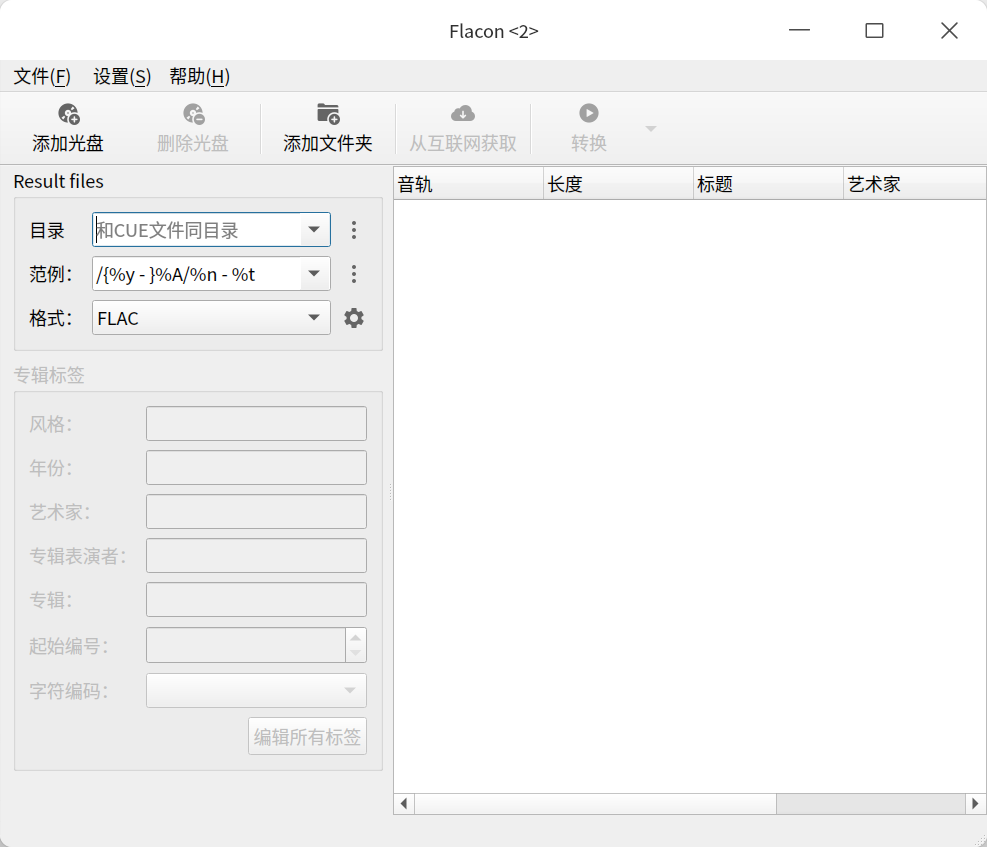 Flacon <2>
文件(F) 设置(S) 帮助(H)
添加光盘 删除光盘 添加文件夹 从互联网获取 转换
Result files
目录 和CUE文件同目录
范例： /{%y - }%A/%n - %t
格式： FLAC
专辑标签
风格：
年份：
艺术家：
专辑表演者：
专辑：
起始编号：
字符编码：
编辑所有标签
音轨 长度 标题 艺术家